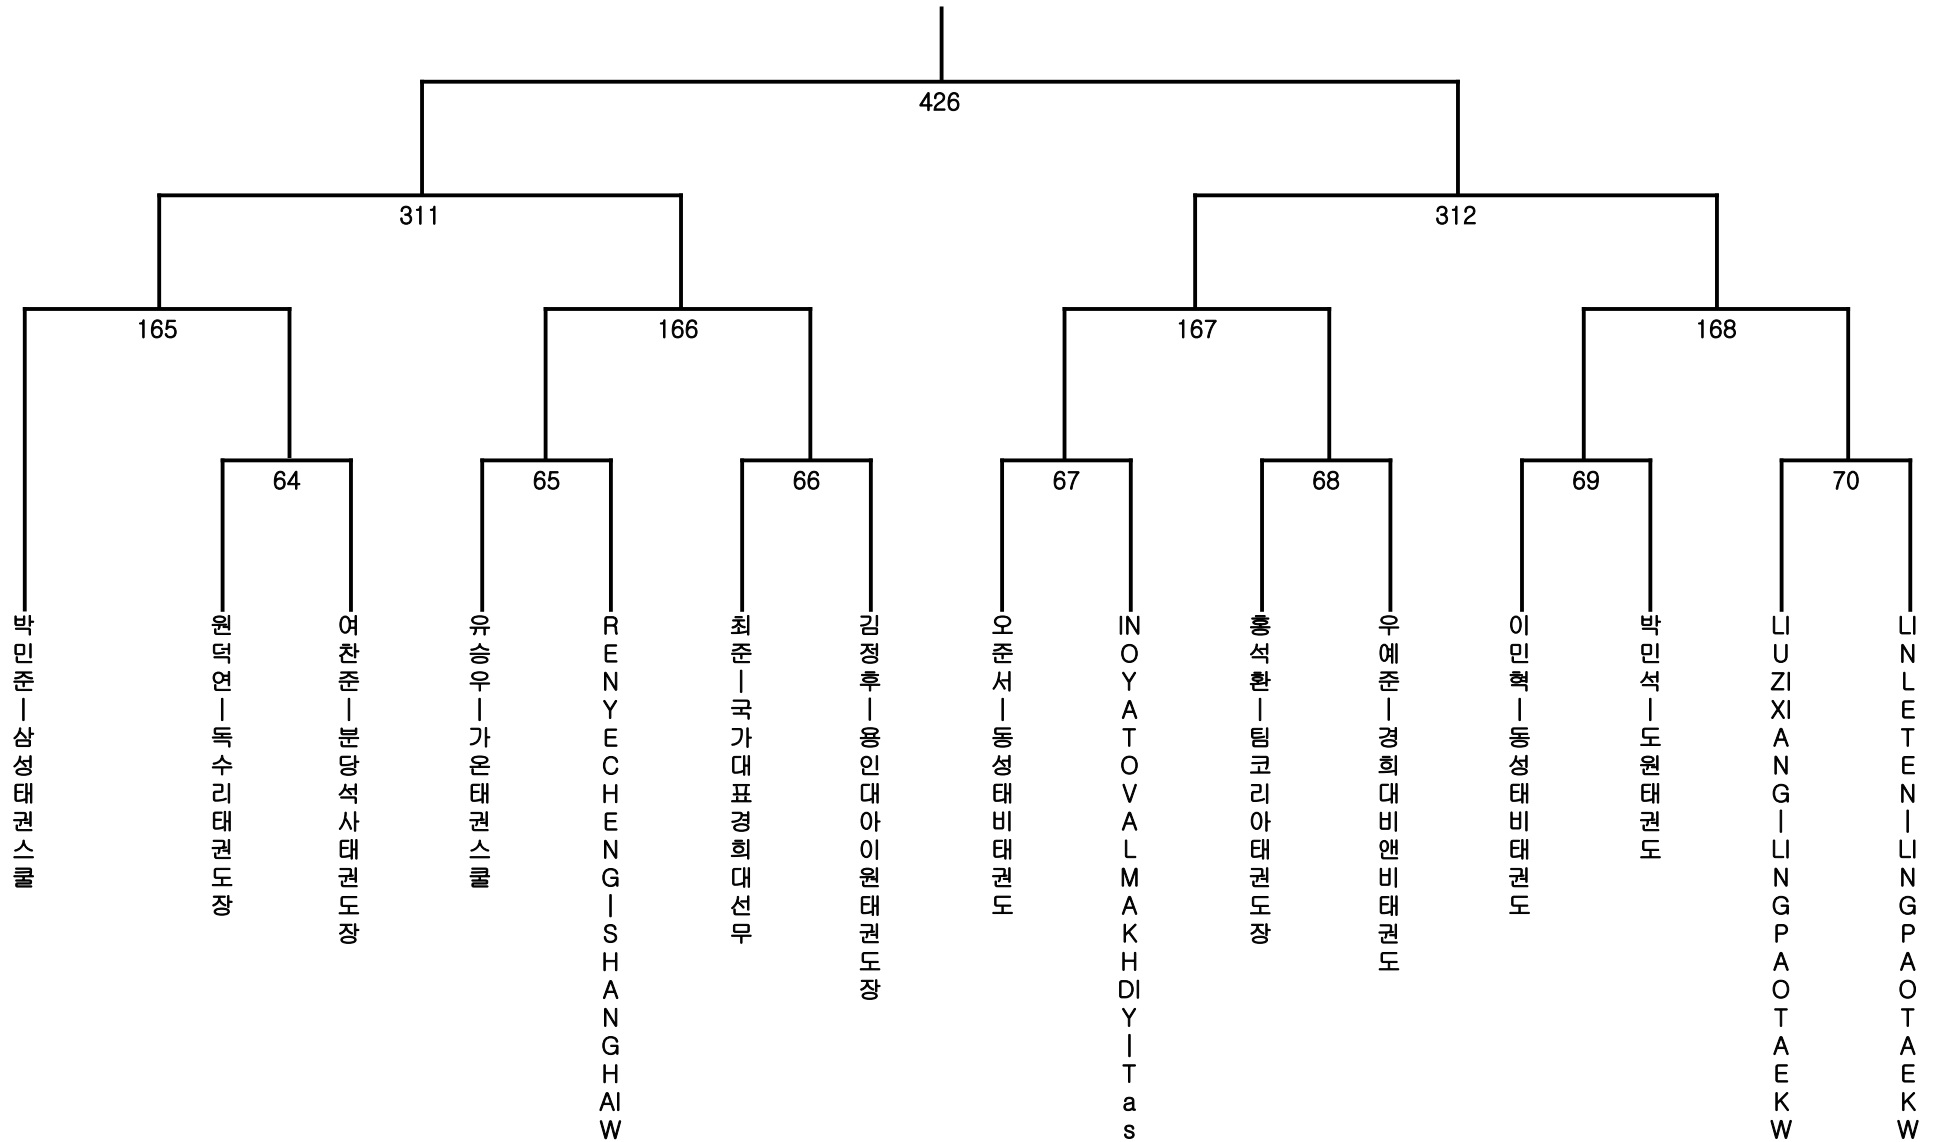 426
311
312
165
166
167
168
64
65
66
67
68
69
70
박민준|삼성태권스쿨
원덕연|독수리태권도장
여찬준|분당석사태권도장
유승우|가온태권스쿨
RENYECHENG|SHANGHAIW
최준|국가대표경희대선무
김정후|용인대아이원태권도장
오준서|동성태비태권도
INOYATOVALMAKHDIY|Tas
홍석환|팀코리아태권도장
우예준|경희대비앤비태권도
이민혁|동성태비태권도
박민석|도원태권도
LIUZIXIANG|LINGPAOTAEKW
LINLETEN|LINGPAOTAEKW